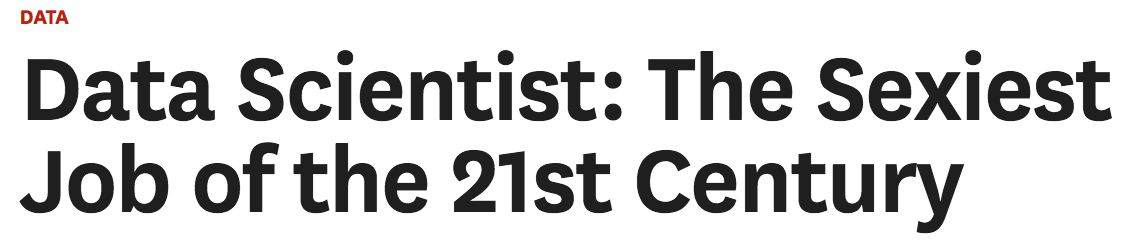 DATA
Data Scientist: The Sexiest
Job of the 21st Century